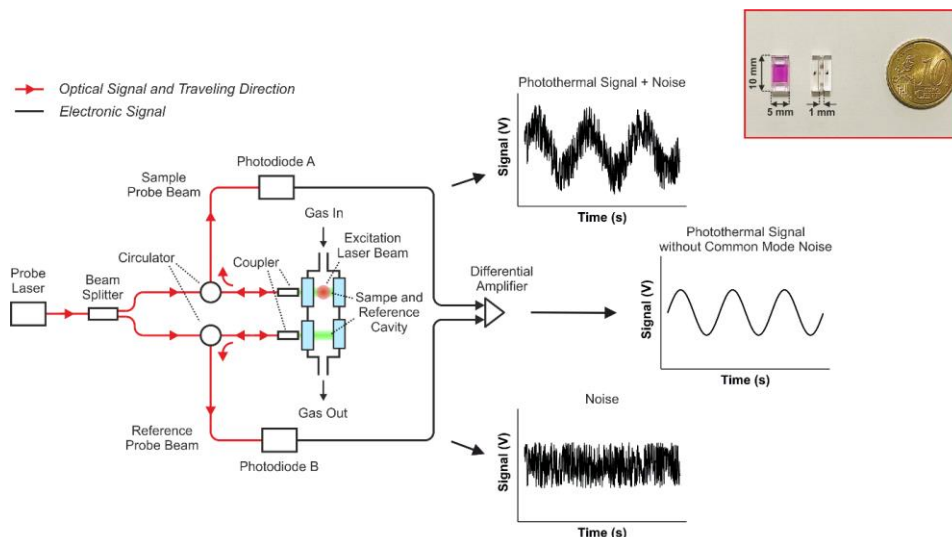 Optical Signal and Traveling Direction
Electronic Signal
Photothermal Signal + Noise
Signal (V)
Time (s)
10 mm
5 mm
1 mm
10
Photodiode A
Sample
Probe Beam
Gas In
Excitation
Laser Beam
Circulator
Coupler
Probe
Laser
Beam
Splitter
Sampe and
Reference
Cavity
Differential
Amplifier
Photothermal Signal
without Common Mode Noise
Signal (V)
Time (s)
Gas Out
Reference
Probe Beam
Photodiode B
Noise
Signal (V)
Time (s)